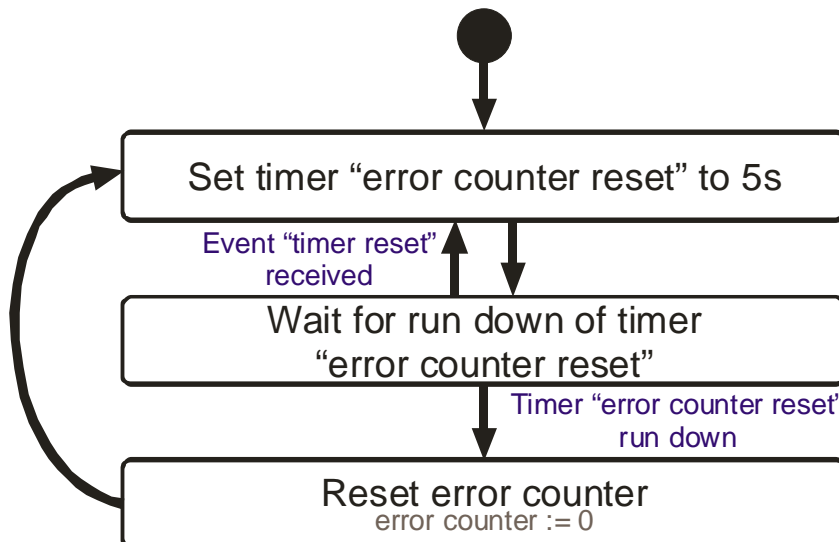 Set timer “error counter reset” to 5s
Event “timer reset”
received
Wait for run down of timer
“error counter reset”
Timer “error counter reset”
run down
Reset error counter
error counter := 0